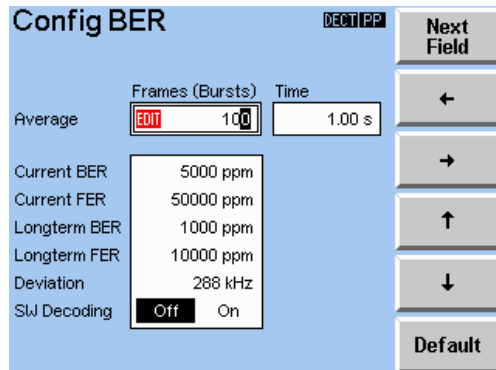 Config BER
DECT PP
Next
Field
Frames (Bursts) Time
Average EDIT 100 1.00 s
←
Current BER 5000 ppm
→
Current FER 50000 ppm
Longterm BER 1000 ppm
↑
Longterm FER 10000 ppm
Deviation 288 kHz
↓
SW Decoding Off On
Default